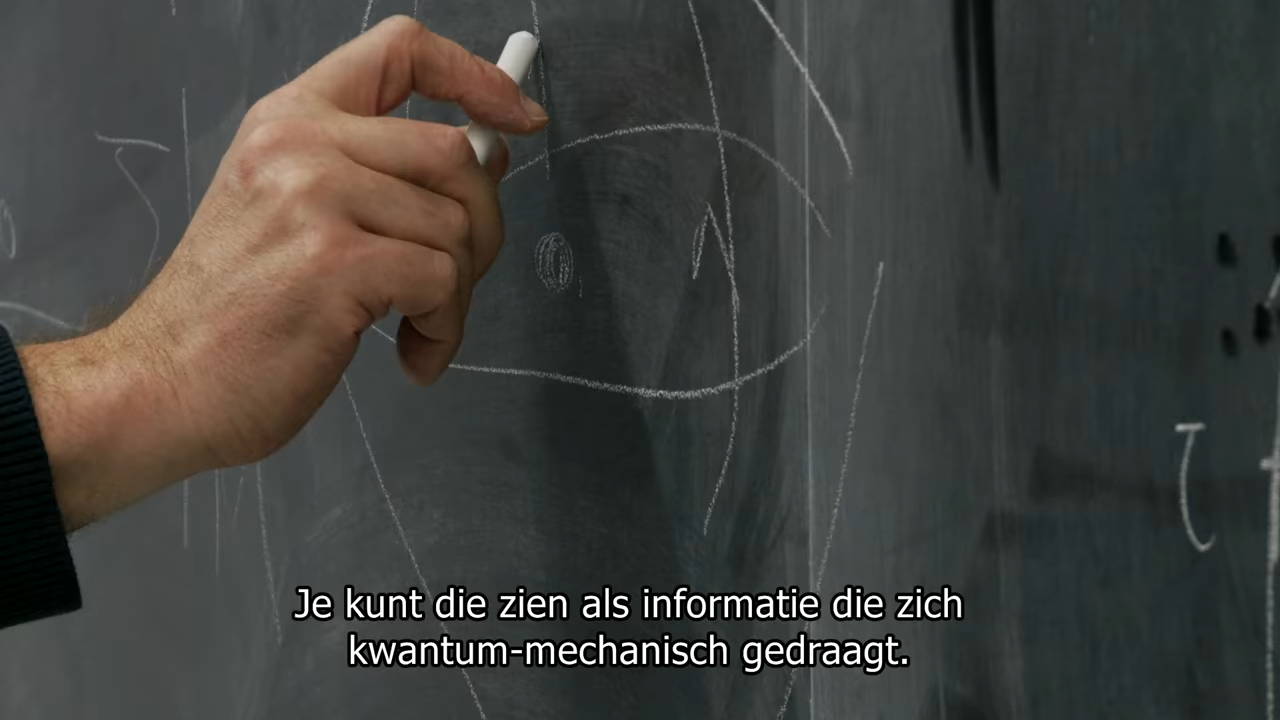 Je kunt die zien als informatie die zich
kwantum-mechanisch gedraagt.